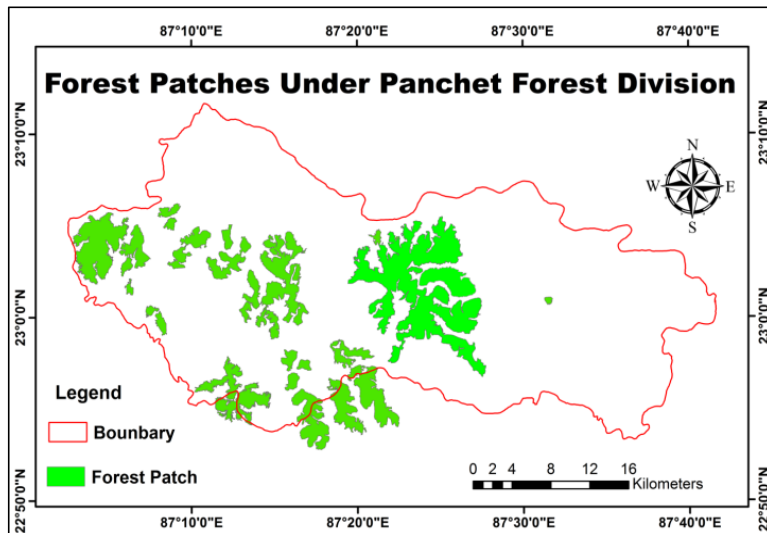 87°10'0"E 87°20'0"E 87°30'0"E 87°40'0"E
Forest Patches Under Panchet Forest Division
23°10'0"N 23°10'0"N
N
W E
S
23°0'0"N 23°0'0"N
Legend
Bounbary
Forest Patch
0 2 4 8 12 16
Kilometers
22°50'0"N 22°50'0"N
87°10'0"E 87°20'0"E 87°30'0"E 87°40'0"E